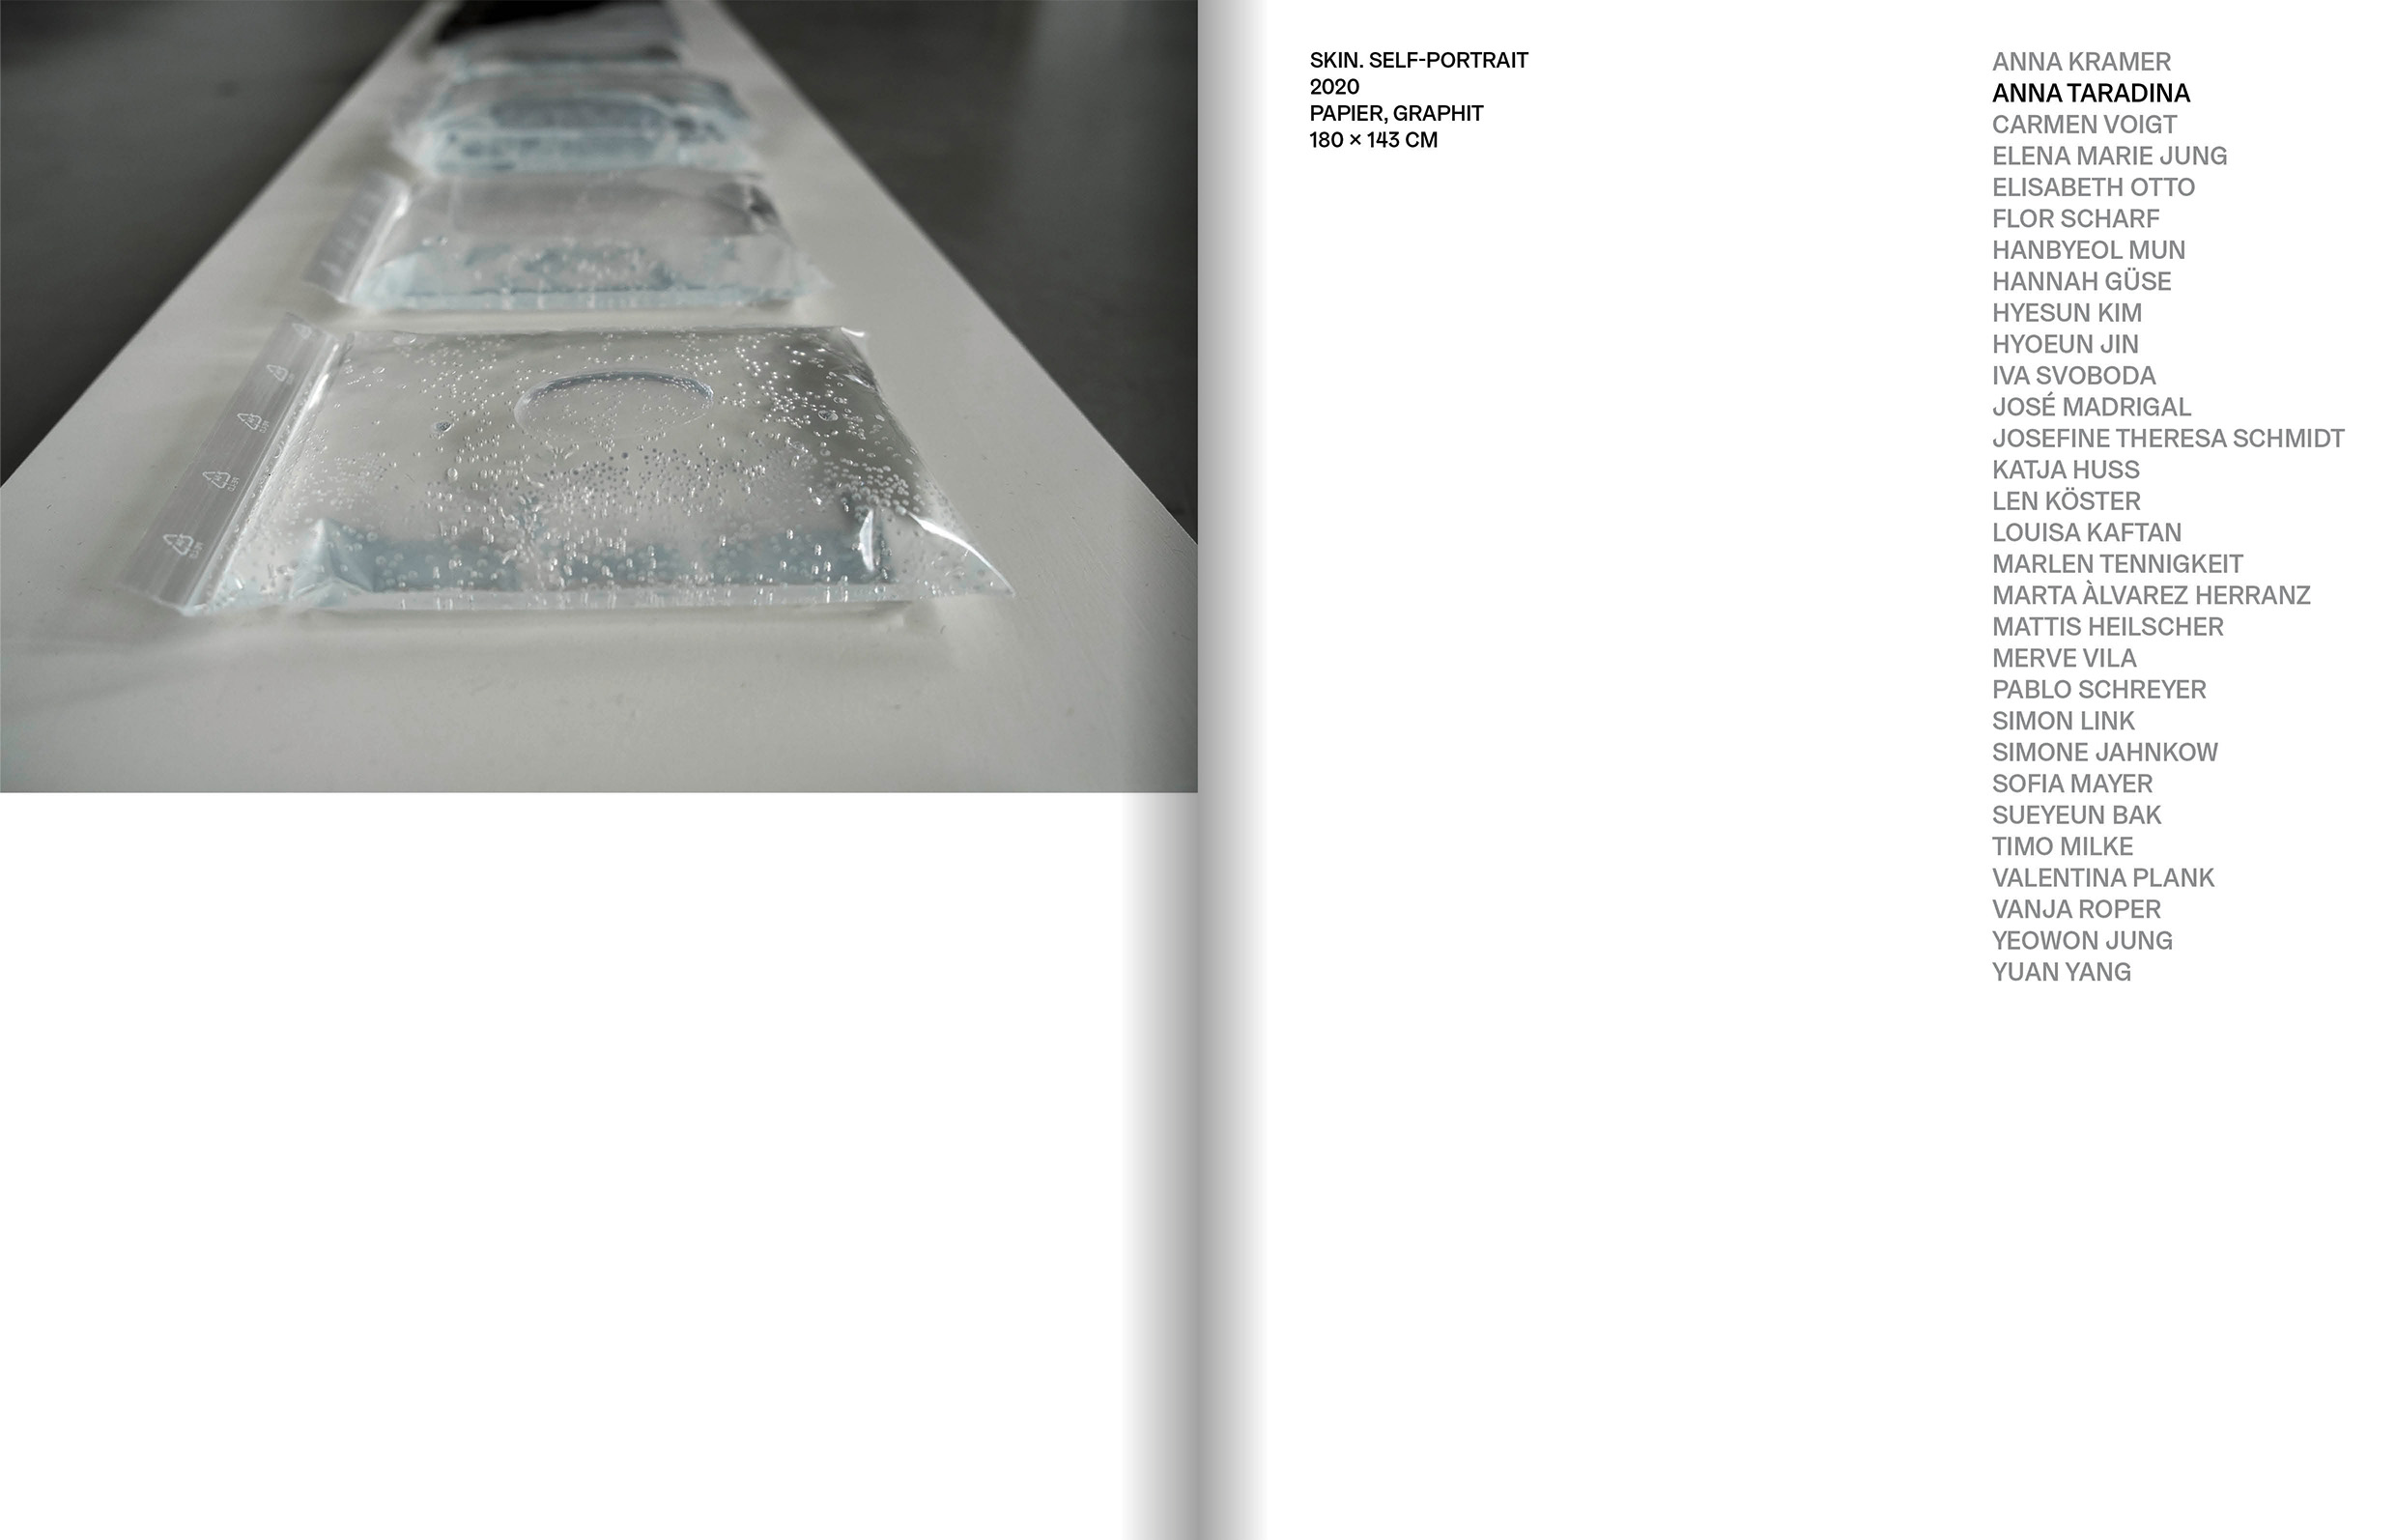 SKIN. SELF-PORTRAIT
2020
PAPIER, GRAPHIT
180 × 143 CM
ANNA KRAMER
ANNA TARADINA
CARMEN VOIGT
ELENA MARIE JUNG
ELISABETH OTTO
FLOR SCHARF
HANBYEOL MUN
HANNAH GÜSE
HYESUN KIM
HYOEUN JIN
IVA SVOBODA
JOSÉ MADRIGAL
JOSEFINE THERESA SCHMIDT
KATJA HUSS
LEN KÖSTER
LOUISA KAFTAN
MARLEN TENNIGKEIT
MARTA ÀLVAREZ HERRANZ
MATTIS HEILSCHER
MERVE VILA
PABLO SCHREYER
SIMON LINK
SIMONE JAHNKOW
SOFIA MAYER
SUEYEUN BAK
TIMO MILKE
VALENTINA PLANK
VANJA ROPER
YEOWON JUNG
YUAN YANG